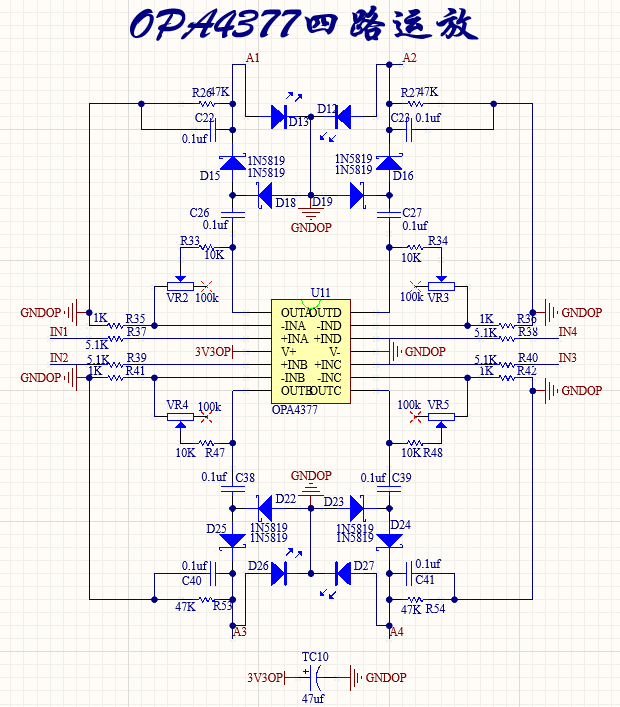 OPA4377四路运放
A1 A2
R26 47K D13 D12 R27 47K
C22 0.1uf C23 0.1uf
1N5819 1N5819
1N5819 1N5819
D15 D16
D18 D19
C26 0.1uf C27 0.1uf
GNDOP
R33 10K R34 10K
VR2 100k 100k VR3
U11
GNDOP GNDOP
OUTA OUTD
1K R35 -INA -IND 1K R36
IN1 R37 5.1K +INA +IND 5.1K R38 IN4
3V3OP V+ V- GNDOP
IN2 5.1K R39 +INB +INC 5.1K R40 IN3
GNDOP 1K R41 -INB -INC 1K R42 GNDOP
OUTB OUTC
OPA4377
VR4 100k 100k VR5
10K R47 10K R48
0.1uf C38 GNDOP 0.1uf C39
D22 D23
D25 1N5819 1N5819 D24
1N5819 1N5819
0.1uf C40 D26 D27 0.1uf C41
47K R53 47K R54
A3 A4
TC10
3V3OP + GNDOP
47uf